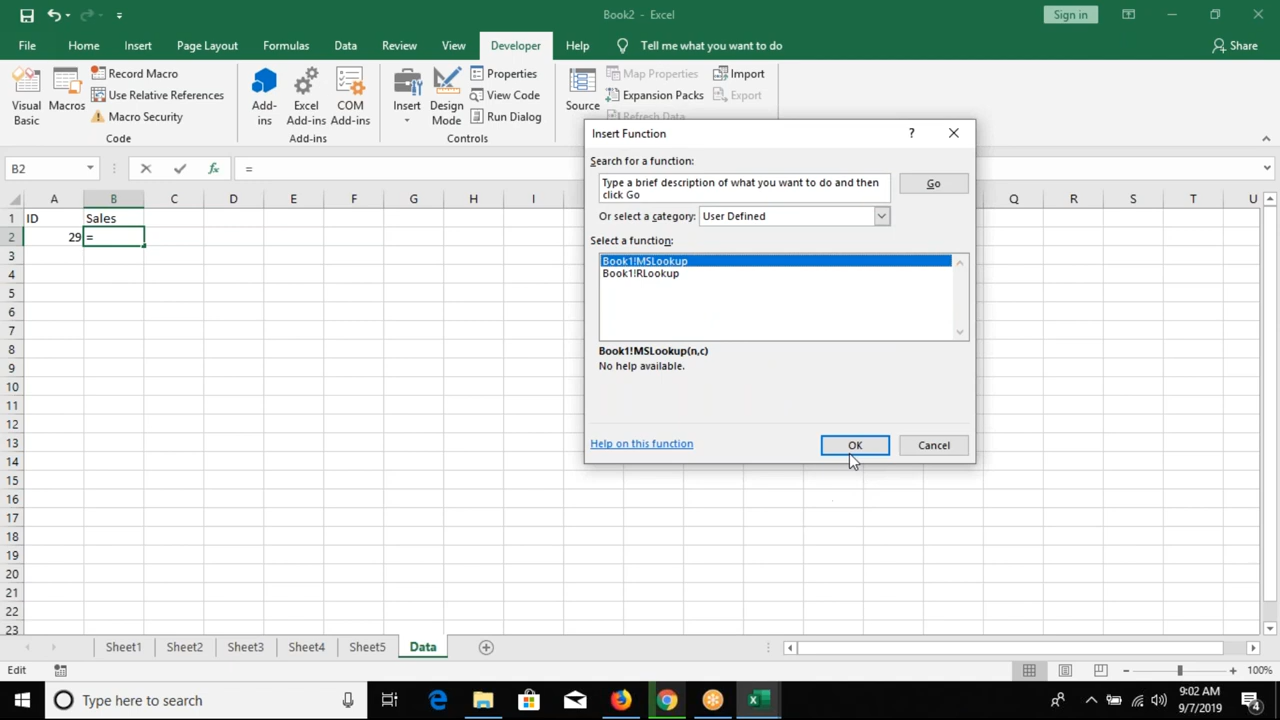 Book2 - Excel
Sign in
File Home Insert Page Layout Formulas Data Review View Developer Help Tell me what you want to do Share
Visual Basic
Macros
Record Macro
Use Relative References
Macro Security
Code
Add-ins
Excel Add-ins
COM Add-ins
Add-ins
Insert
Design Mode
Properties
View Code
Run Dialog
Controls
Source
Map Properties
Expansion Packs
Refresh Data
Import
Export
B2 fx =
A B C D E F G H I Q R S T U
1 ID Sales
2 29 =
3
4
5
6
7
8
9
10
11
12
13
14
15
16
17
18
19
20
21
22
23
Insert Function ?
Search for a function:
Type a brief description of what you want to do and then
click Go
Go
Or select a category: User Defined
Select a function:
Book1!MSLookup
Book1!RLookup
Book1!MSLookup(n,c)
No help available.
Help on this function
OK Cancel
Sheet1 Sheet2 Sheet3 Sheet4 Sheet5 Data
Edit 100%
Type here to search
9:02 AM
9/7/2019
4